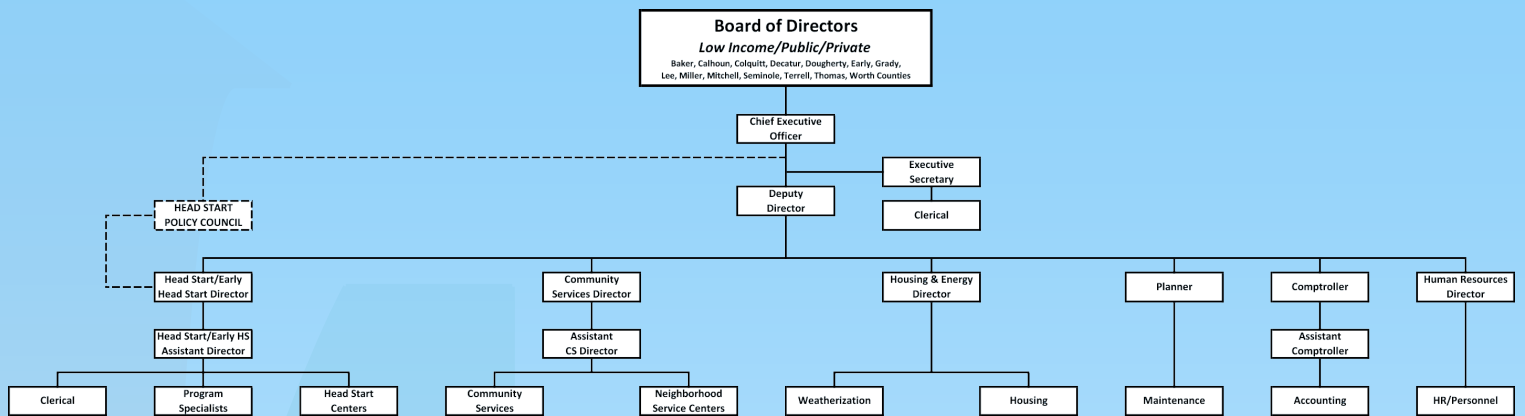 Board of Directors
Low Income/Public/Private
Baker, Calhoun, Colquitt, Decatur, Dougherty, Early, Grady,
Lee, Miller, Mitchell, Seminole, Terrell, Thomas, Worth Counties
Chief Executive
Officer
Executive
Secretary
Deputy
Director
Clerical
HEAD START
POLICY COUNCIL
Head Start/Early
Head Start Director
Community
Services Director
Housing & Energy
Director
Planner
Comptroller
Human Resources
Director
Head Start/Early HS
Assistant Director
Assistant
CS Director
Assistant
Comptroller
Clerical
Program
Specialists
Head Start
Centers
Community
Services
Neighborhood
Service Centers
Weatherization
Housing
Maintenance
Accounting
HR/Personnel